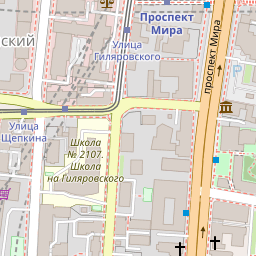 Проспект
Мира
СКИЙ
Улица
Гиляровского
проспект Мира
Улица
Щепкина
Школа
№ 2107.
Школа
на Гиляровского